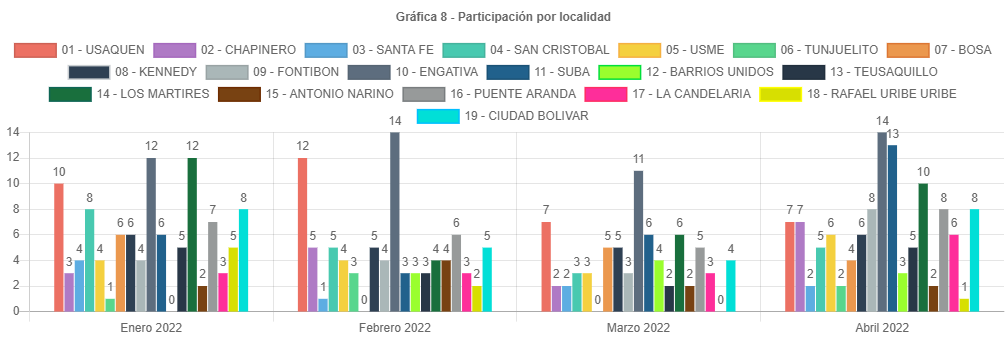 Gráfica 8 - Participación por localidad
01 - USAQUEN 02 - CHAPINERO 03 - SANTA FE 04 - SAN CRISTOBAL 05 - USME 06 - TUNJUELITO 07 - BOSA
08 - KENNEDY 09 - FONTIBON 10 - ENGATIVA 11 - SUBA 12 - BARRIOS UNIDOS 13 - TEUSAQUILLO
14 - LOS MARTIRES 15 - ANTONIO NARINO 16 - PUENTE ARANDA 17 - LA CANDELARIA 18 - RAFAEL URIBE URIBE
19 - CIUDAD BOLIVAR
14
12
10
8
6
4
2
0
10 3 4 8 4 1 6 6 4 12 6 0 5 12 2 7 3 5 8
12 5 1 5 4 3 0 5 4 14 3 3 3 4 4 6 3 2 5
7 2 2 3 3 0 5 5 3 11 6 4 2 6 2 5 3 0 4
7 7 2 5 6 2 4 6 8 14 13 3 5 10 2 8 6 1 8
Enero 2022 Febrero 2022 Marzo 2022 Abril 2022